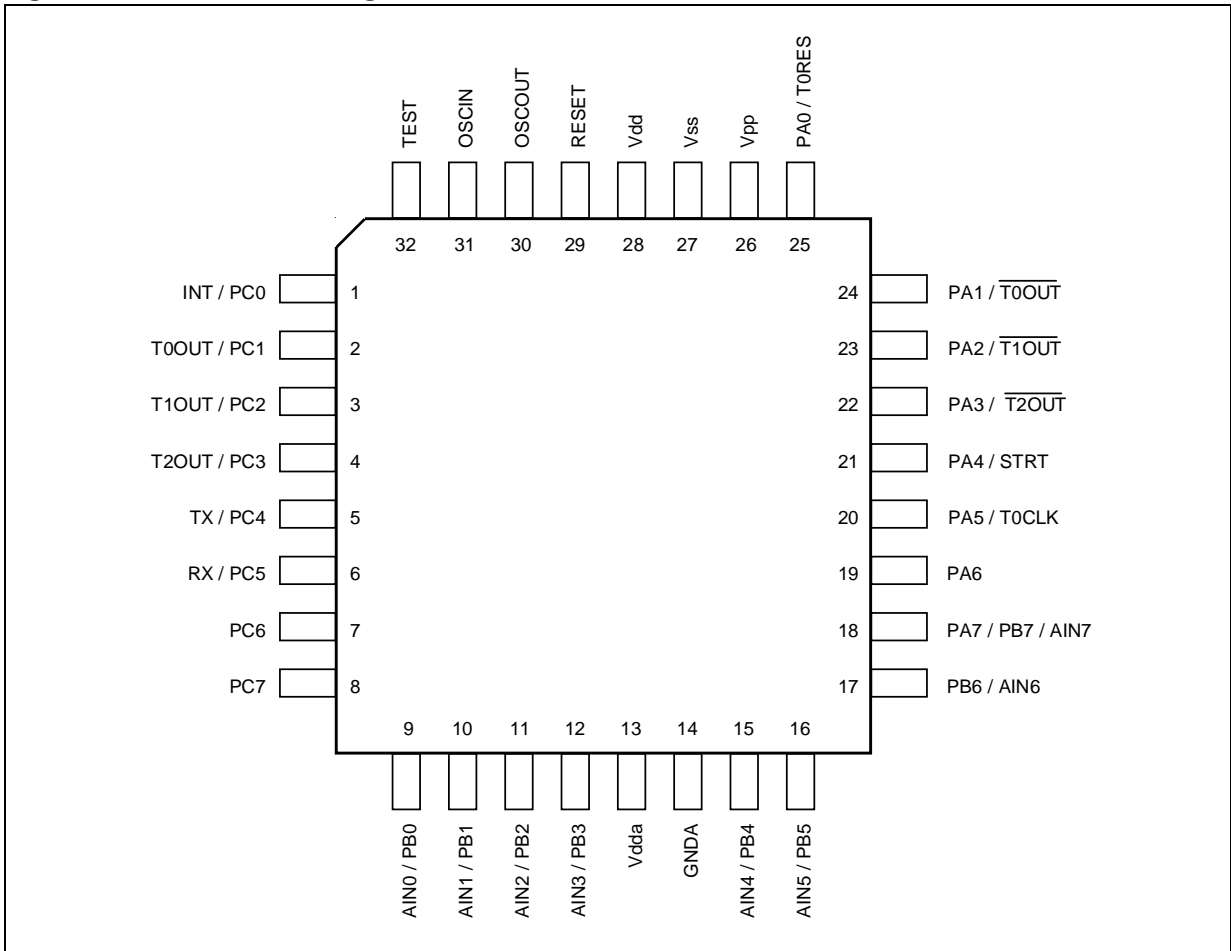 TEST
OSCIN
OSCOUT
RESET
Vdd
Vss
Vpp
PA0 / T0RES
32 31 30 29 28 27 26 25
INT / PC0 1 24 PA1 / T̅0̅O̅U̅T̅
T0OUT / PC1 2 23 PA2 / T̅1̅O̅U̅T̅
T1OUT / PC2 3 22 PA3 / T̅2̅O̅U̅T̅
T2OUT / PC3 4 21 PA4 / STRT
TX / PC4 5 20 PA5 / T0CLK
RX / PC5 6 19 PA6
PC6 7 18 PA7 / PB7 / AIN7
PC7 8 17 PB6 / AIN6
9 10 11 12 13 14 15 16
AIN0 / PB0
AIN1 / PB1
AIN2 / PB2
AIN3 / PB3
Vdda
GNDA
AIN4 / PB4
AIN5 / PB5